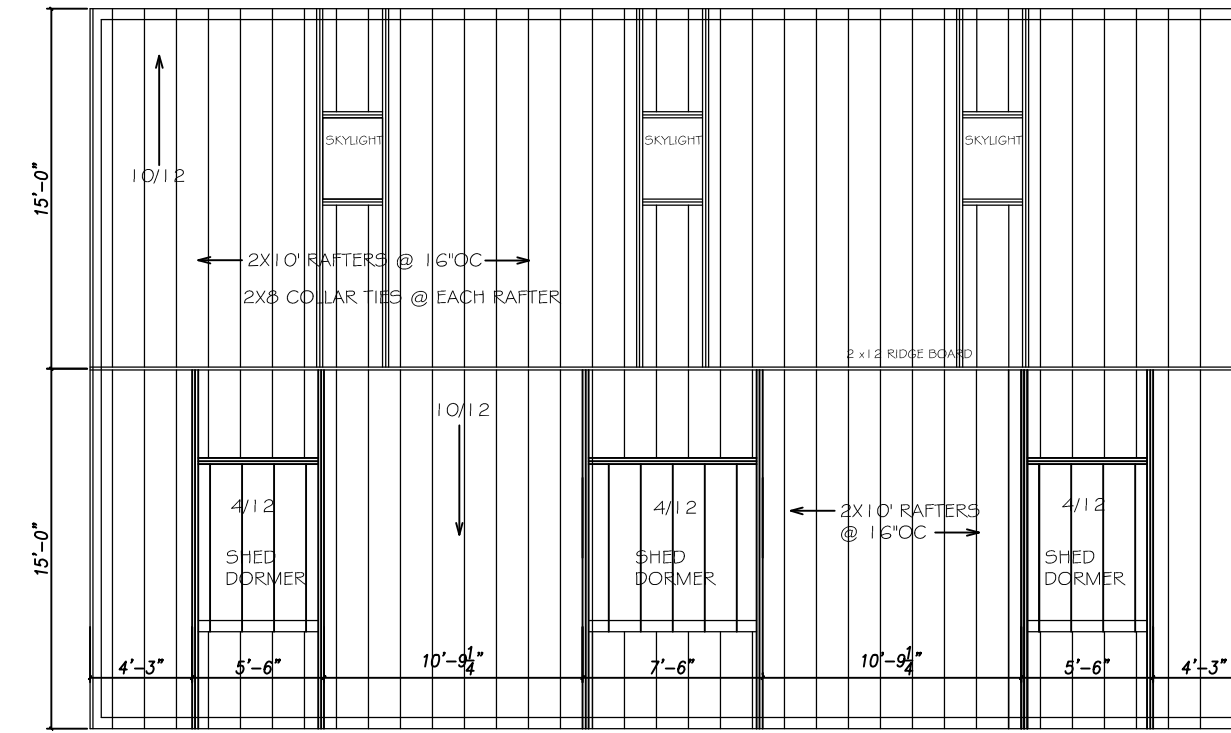 SKYLIGHT SKYLIGHT SKYLIGHT
10/12
15'-0"
2X10' RAFTERS @ 16"OC
2X8 COLLAR TIES @ EACH RAFTER
2 x12 RIDGE BOARD
10/12
4/12 4/12 4/12
2X10' RAFTERS
@ 16"OC
15'-0"
SHED
DORMER
SHED
DORMER
SHED
DORMER
4'-3" 5'-6" 10'-9 1/4" 7'-6" 10'-9 1/4" 5'-6" 4'-3"